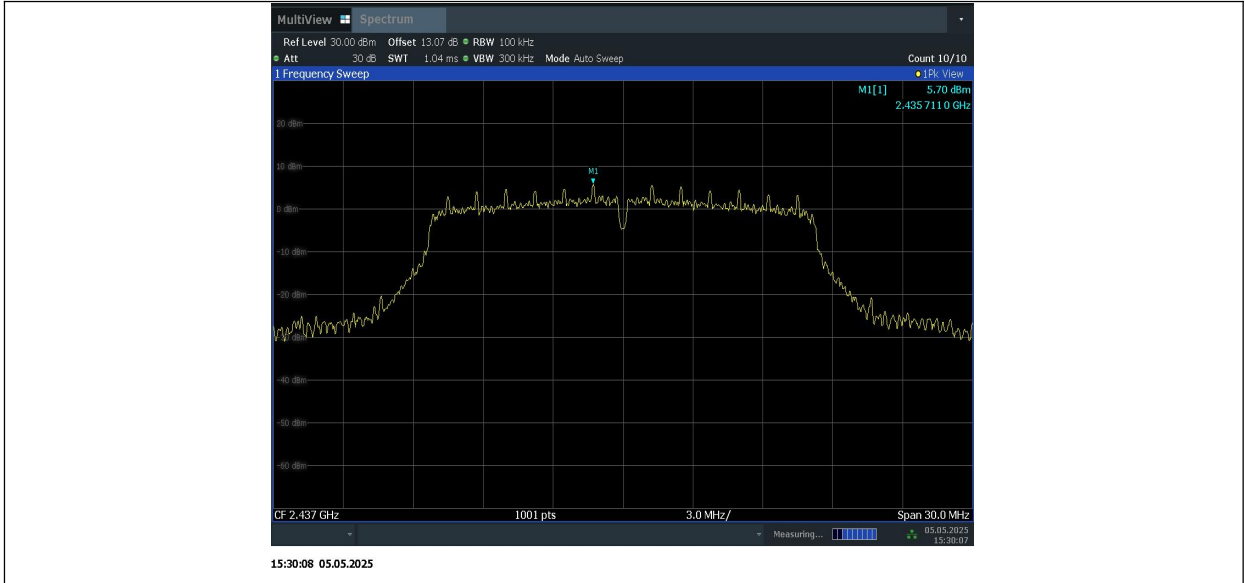 MultiView Spectrum
Ref Level 30.00 dBm Offset 13.07 dB RBW 100 kHz
Att 30 dB SWT 1.04 ms VBW 300 kHz Mode Auto Sweep Count 10/10
1 Frequency Sweep 1Pk View
M1[1] 5.70 dBm
2.435 711 0 GHz
20 dBm
10 dBm
M1
0 dBm
-10 dBm
-20 dBm
-30 dBm
-40 dBm
-50 dBm
-60 dBm
CF 2.437 GHz 1001 pts 3.0 MHz/ Span 30.0 MHz
Measuring... 05.05.2025
15:30:07
15:30:08 05.05.2025